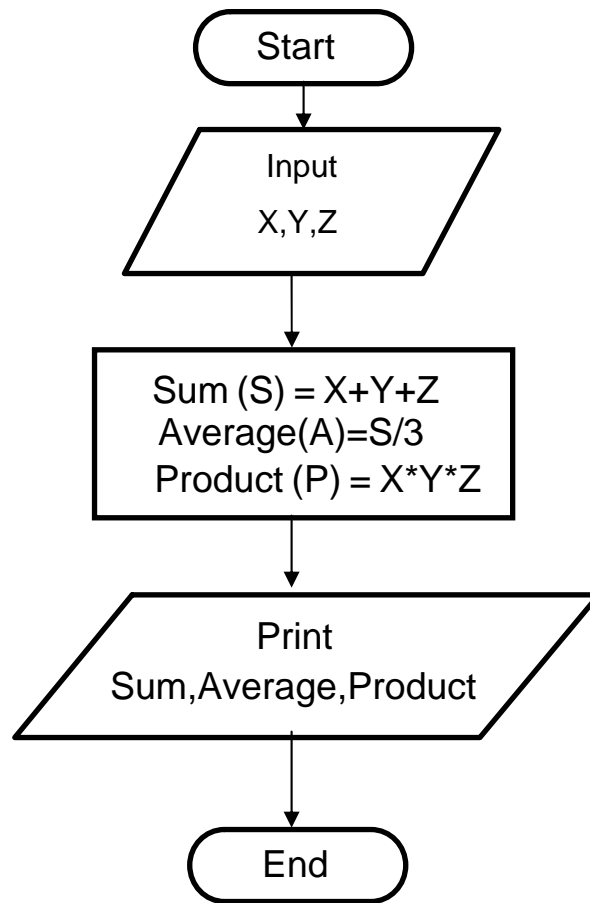 Start
Input
X,Y,Z
Sum (S) = X+Y+Z
Average(A)=S/3
Product (P) = X*Y*Z
Print
Sum,Average,Product
End